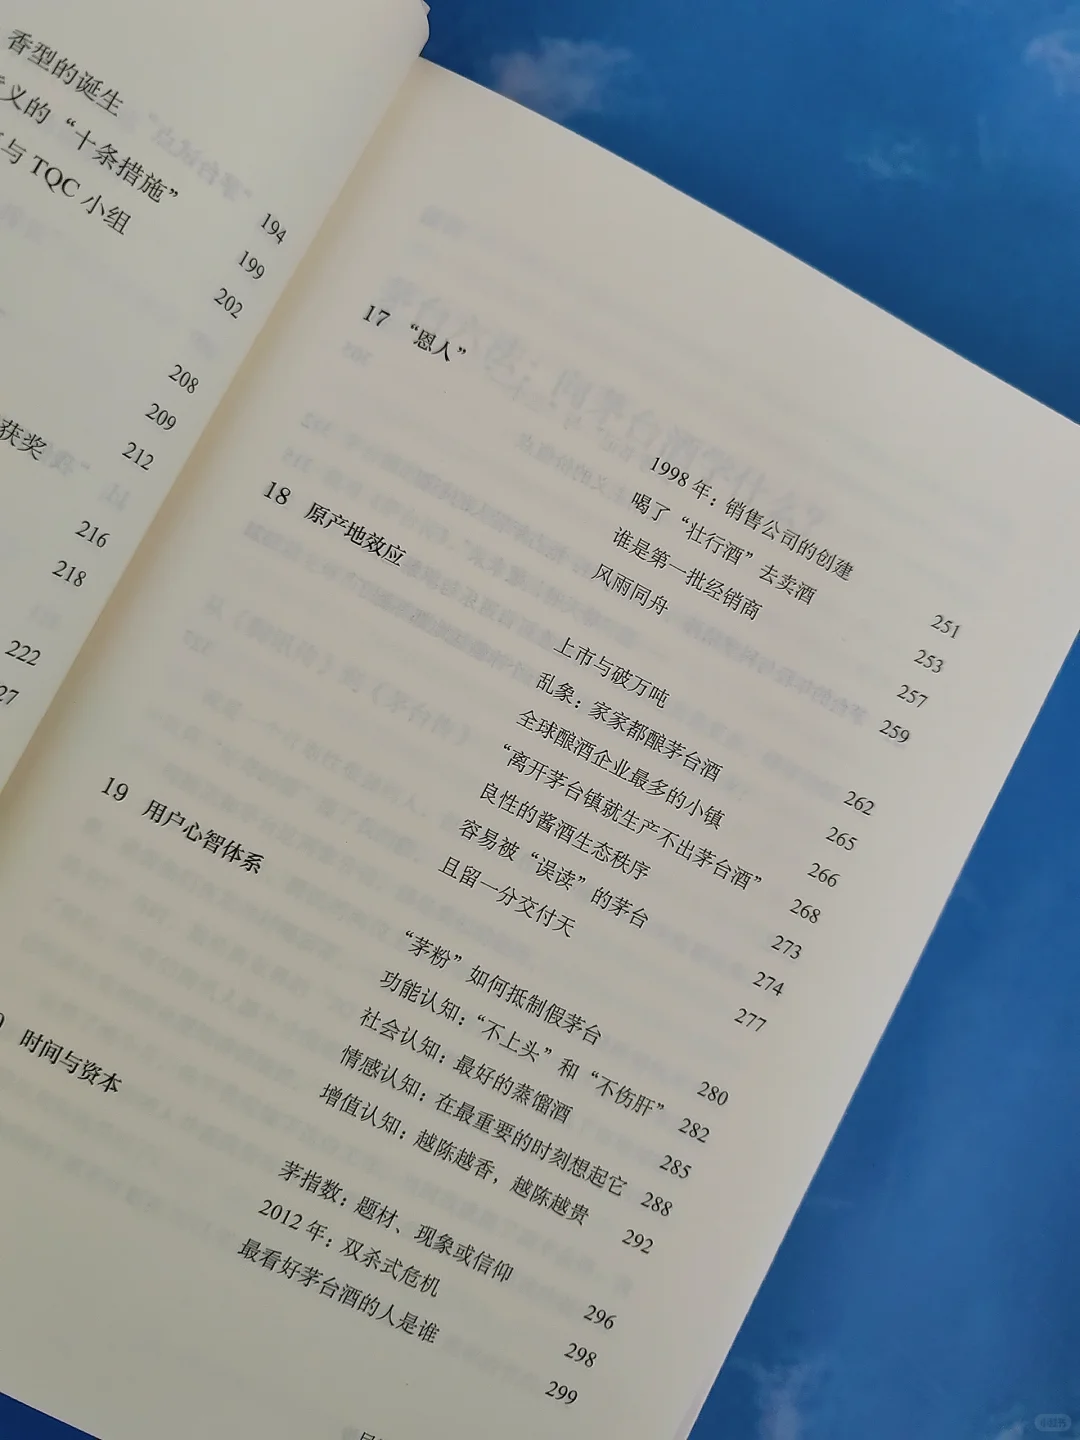 香型的诞生
义的“十条措施” 194
与 TQC 小组 199
202
208
209
获奖 212
216
218
222
27
17 “恩人”
1998 年：销售公司的创建 251
喝了“壮行酒”去卖酒 253
谁是第一批经销商 257
风雨同舟 259
18 原产地效应
上市与破万吨 262
乱象：家家都酿茅台酒 265
全球酿酒企业最多的小镇 266
“离开茅台镇就生产不出茅台酒” 268
良性的酱酒生态秩序 273
容易被“误读”的茅台 274
且留一分交付天 277
19 用户心智体系
“茅粉”如何抵制假茅台 280
功能认知：“不上头”和“不伤肝” 282
社会认知：最好的蒸馏酒 285
情感认知：在最重要的时刻想起它 288
增值认知：越陈越香，越陈越贵 292
0 时间与资本
茅指数：题材、现象或信仰 296
2012 年：双杀式危机 298
最看好茅台酒的人是谁 299
小红书